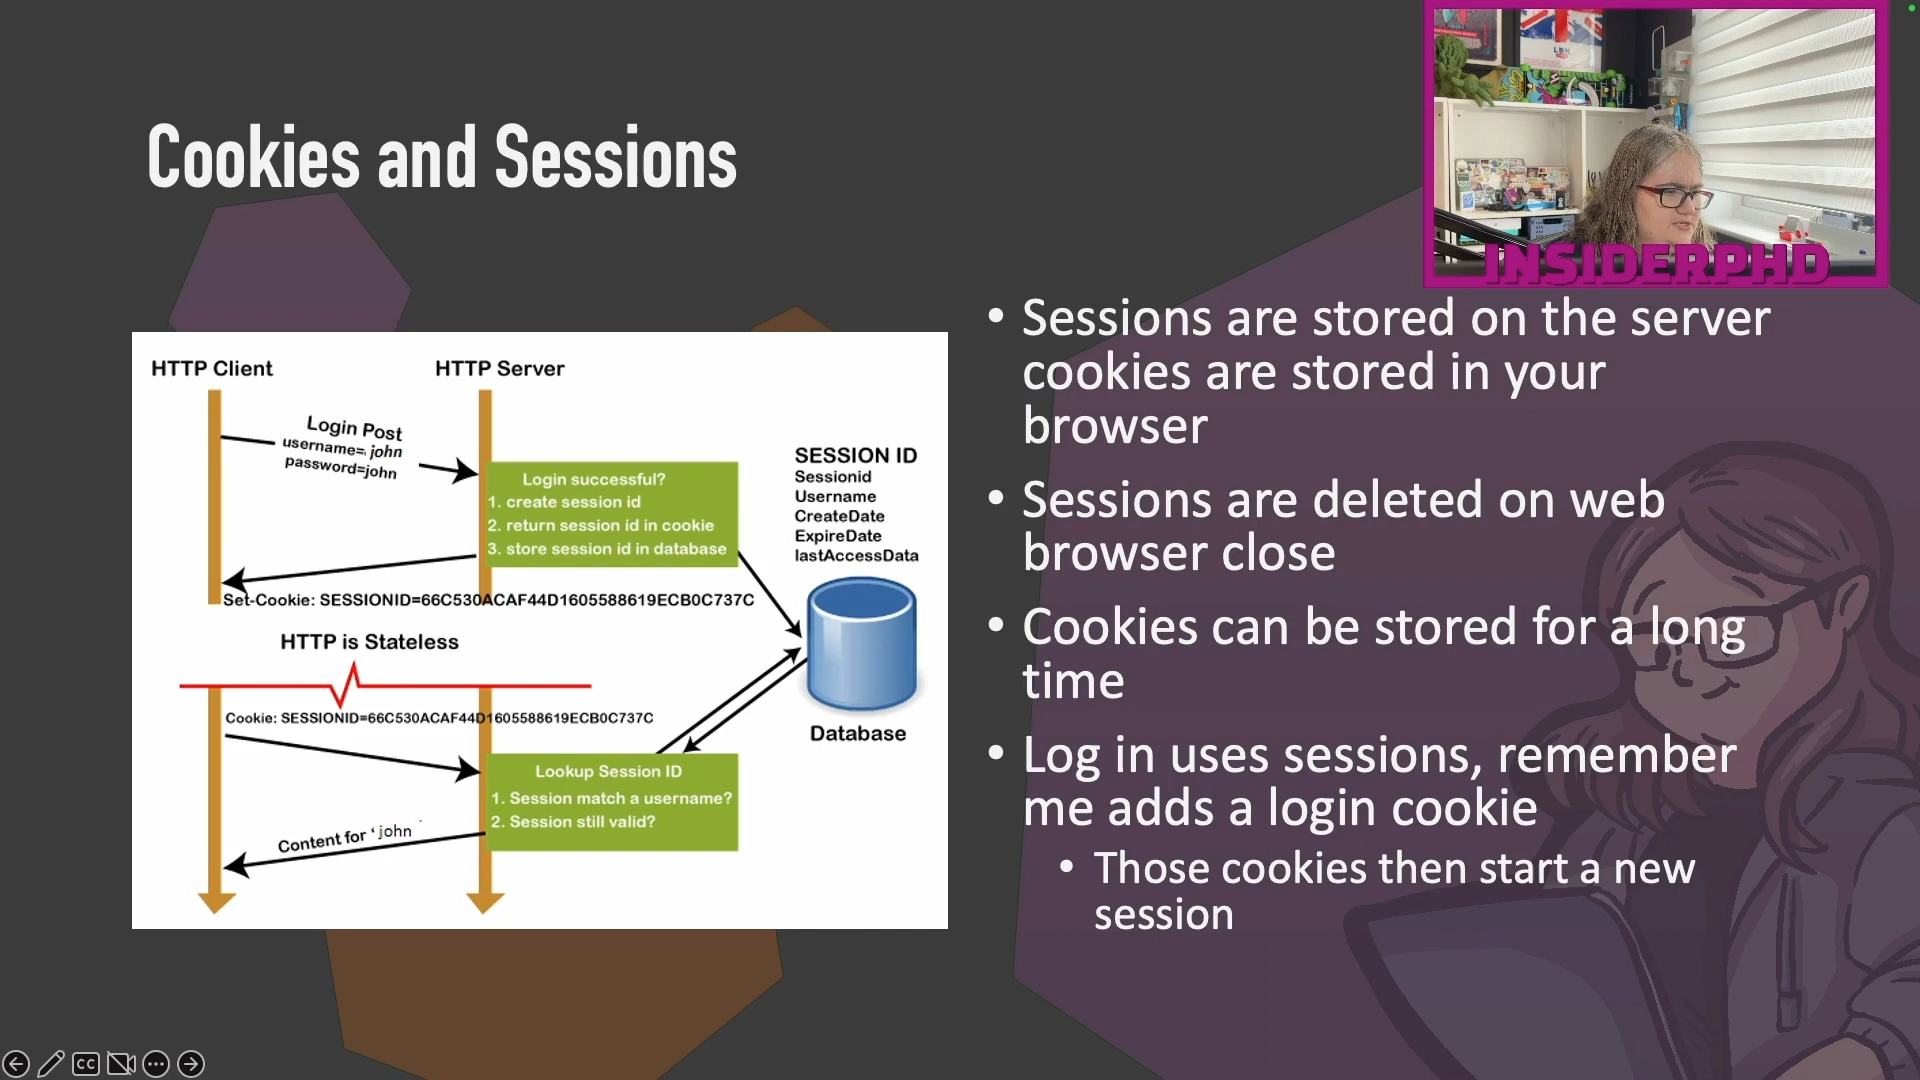 Cookies and Sessions
INSIDERPHD
HTTP Client
HTTP Server
Login Post
username= john
password=john
Login successful?
1. create session id
2. return session id in cookie
3. store session id in database
SESSION ID
Sessionid
Username
CreateDate
ExpireDate
lastAccessData
Set-Cookie: SESSIONID=66C530ACAF44D1605588619ECB0C737C
HTTP is Stateless
Cookie: SESSIONID=66C530ACAF44D1605588619ECB0C737C
Database
Lookup Session ID
1. Session match a username?
2. Session still valid?
Content for 'john
• Sessions are stored on the server
cookies are stored in your
browser
• Sessions are deleted on web
browser close
• Cookies can be stored for a long
time
• Log in uses sessions, remember
me adds a login cookie
• Those cookies then start a new
session
CC